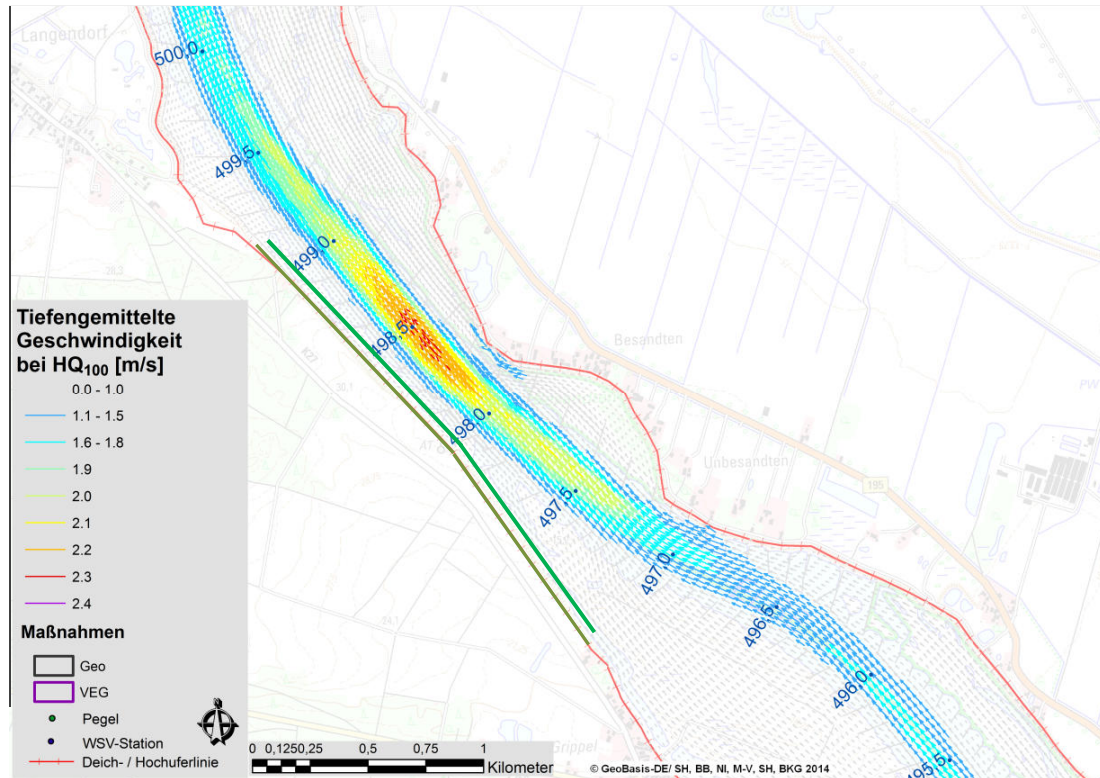 Langendorf
500,0
499,5
499,0
498,5
498,0
497,5
497,0
496,5
496,0
495,5
Besandten
Unbesandten
195
PW
K27
30,1
Grippel
Tiefengemittelte
Geschwindigkeit
bei HQ100 [m/s]
0.0 - 1.0
1.1 - 1.5
1.6 - 1.8
1.9
2.0
2.1
2.2
2.3
2.4
Maßnahmen
Geo
VEG
Pegel
WSV-Station
Deich- / Hochuferlinie
0 0,1250,25 0,5 0,75 1
Kilometer
© GeoBasis-DE/ SH, BB, NI, M-V, SH, BKG 2014